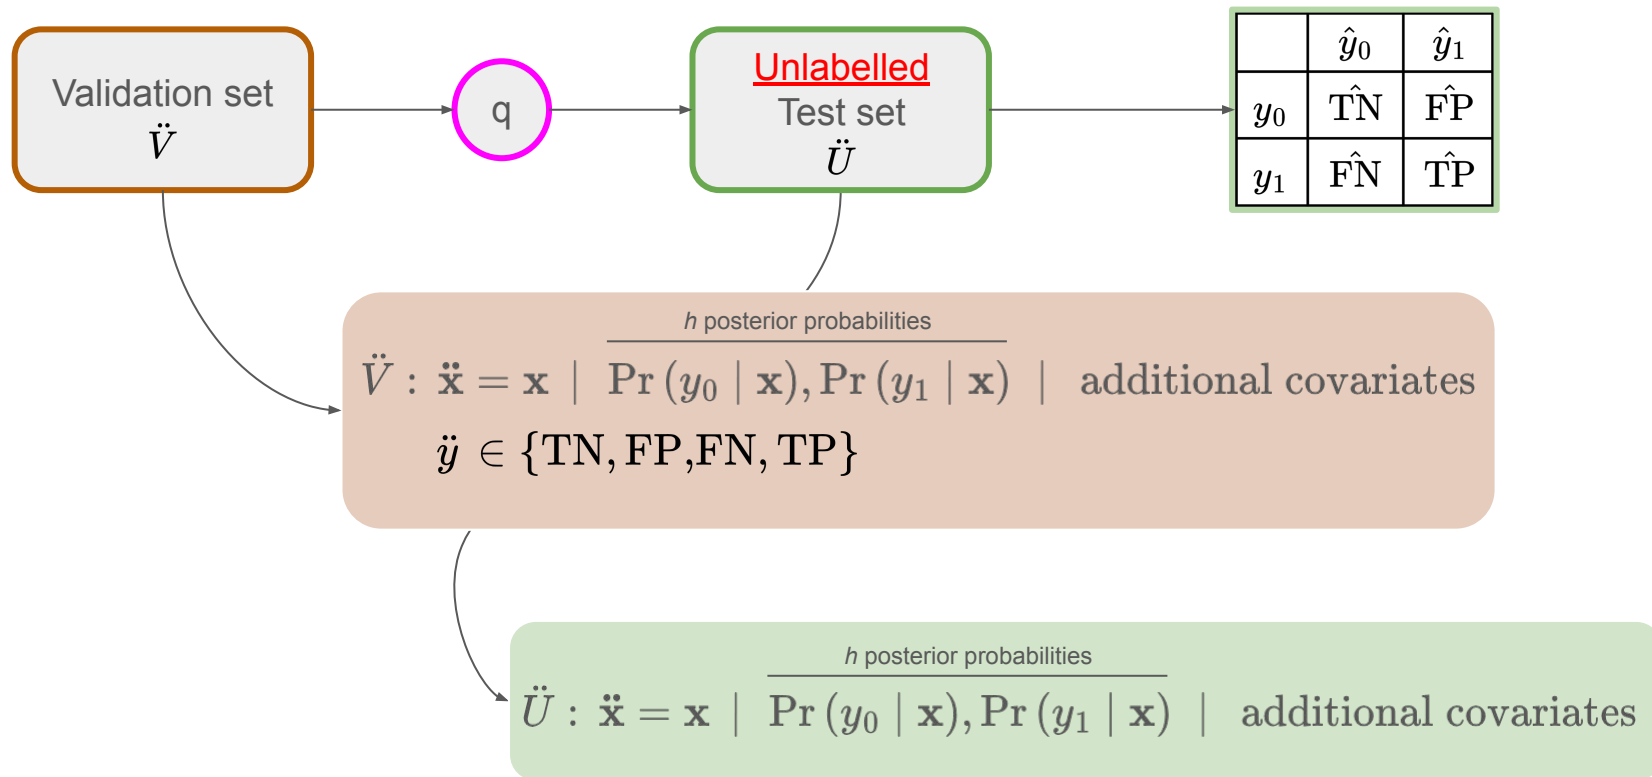 Validation set
V̈
q
Unlabelled
Test set
Ü
ŷ₀ ŷ₁
y₀ TN̂ FP̂
y₁ FN̂ TP̂
h posterior probabilities
V̈ : ẍ = x | Pr (y₀ | x), Pr (y₁ | x) | additional covariates
ÿ ∈ {TN, FP,FN, TP}
h posterior probabilities
Ü : ẍ = x | Pr (y₀ | x), Pr (y₁ | x) | additional covariates